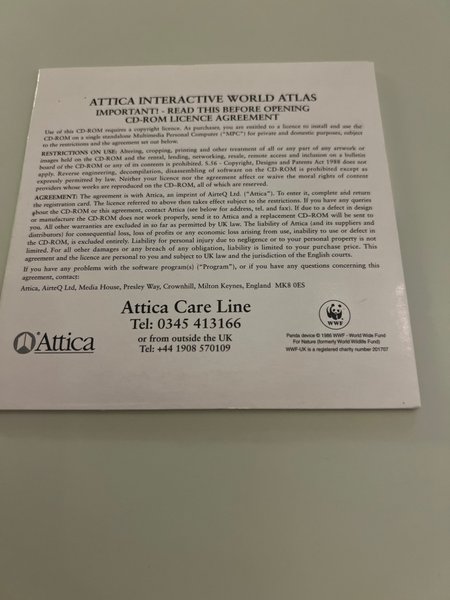 ATTICA INTERACTIVE WORLD ATLAS
IMPORTANT! - READ THIS BEFORE OPENING
CD-ROM LICENCE AGREEMENT
Use of this CD-ROM requires a copyright licence. As purchaser, you are entitled to a licence to install and use the
CD-ROM on a single standalone Multimedia Personal Computer ("MPC") for private and domestic purposes, subject
to the restrictions and the agreement set out below.
RESTRICTIONS ON USE: Altering, cropping, printing and other treatment of all or any part of any artwork or
images held on the CD-ROM and the rental, lending, networking, resale, remote access and inclusion on a bulletin
board of the CD-ROM or any of its contents is prohibited. S.56 - Copyright, Designs and Patents Act 1988 does not
apply. Reverse engineering, decompilation, disassembling of software on the CD-ROM is prohibited except as
expressly permitted by law. Neither your licence nor the agreement affect or waive the moral rights of content
providers whose works are reproduced on the CD-ROM, all of which are reserved.
AGREEMENT: The agreement is with Attica, an imprint of AirteQ Ltd. ("Attica"). To enter it, complete and return
the registration card. The licence referred to above then takes effect subject to the restrictions. If you have any queries
about the CD-ROM or this agreement, contact Attica (see below for address, tel. and fax). If due to a defect in design
or manufacture the CD-ROM does not work properly, send it to Attica and a replacement CD-ROM will be sent to
you. All other warranties are excluded in so far as permitted by UK law. The liability of Attica (and its suppliers and
distributors) for consequential loss, loss of profits or any economic loss arising from use, inability to use or defect in
the CD-ROM, is excluded entirely. Liability for personal injury due to negligence or to your personal property is not
limited. For all other damages or any breach of any obligation, liability is limited to your purchase price. This
agreement and the licence are personal to you and subject to UK law and the jurisdiction of the English courts.
If you have any problems with the software program(s) ("Program"), or if you have any questions concerning this
agreement, contact:
Attica, AirteQ Ltd, Media House, Presley Way, Crownhill, Milton Keynes, England MK8 0ES
Attica Care Line
Tel: 0345 413166
or from outside the UK
Tel: +44 1908 570109
Attica
WWF
Panda device © 1986 WWF - World Wide Fund
For Nature (formerly World Wildlife Fund)
WWF-UK is a registered charity number 201707